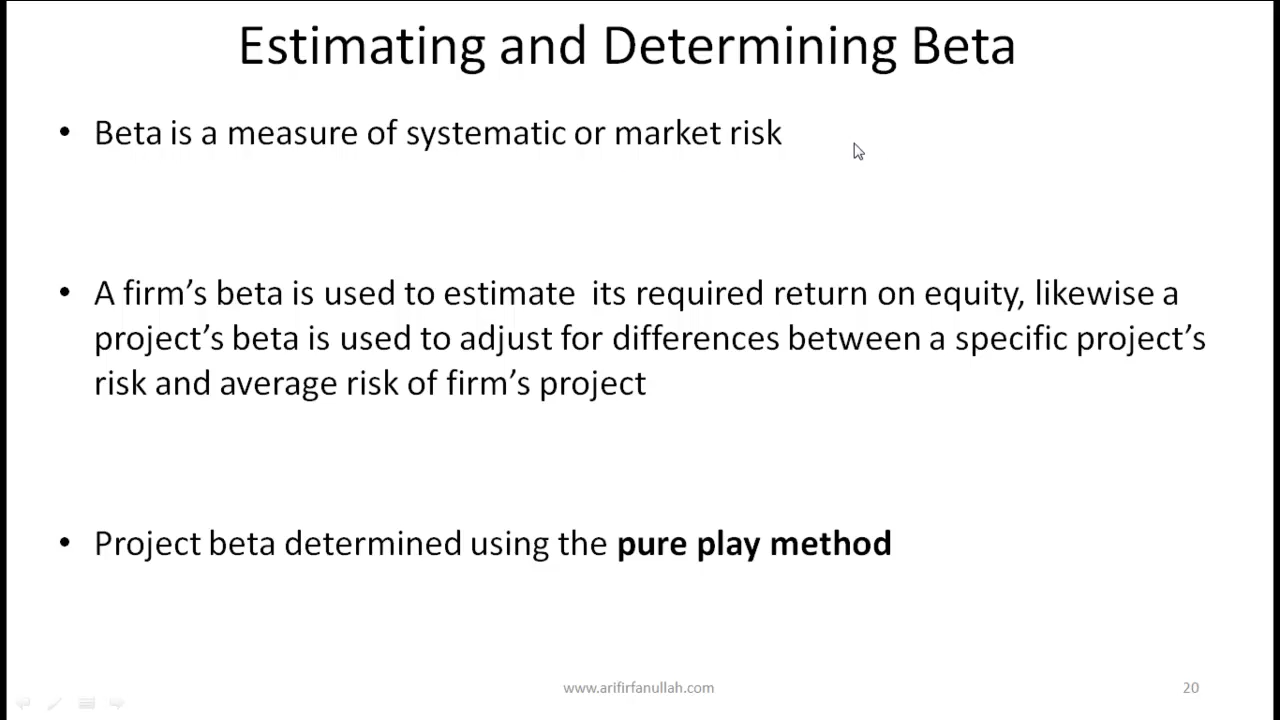 Estimating and Determining Beta
• Beta is a measure of systematic or market risk
• A firm’s beta is used to estimate  its required return on equity, likewise a
project’s beta is used to adjust for differences between a specific project’s
risk and average risk of firm’s project
• Project beta determined using the pure play method
www.arifirfanullah.com
20